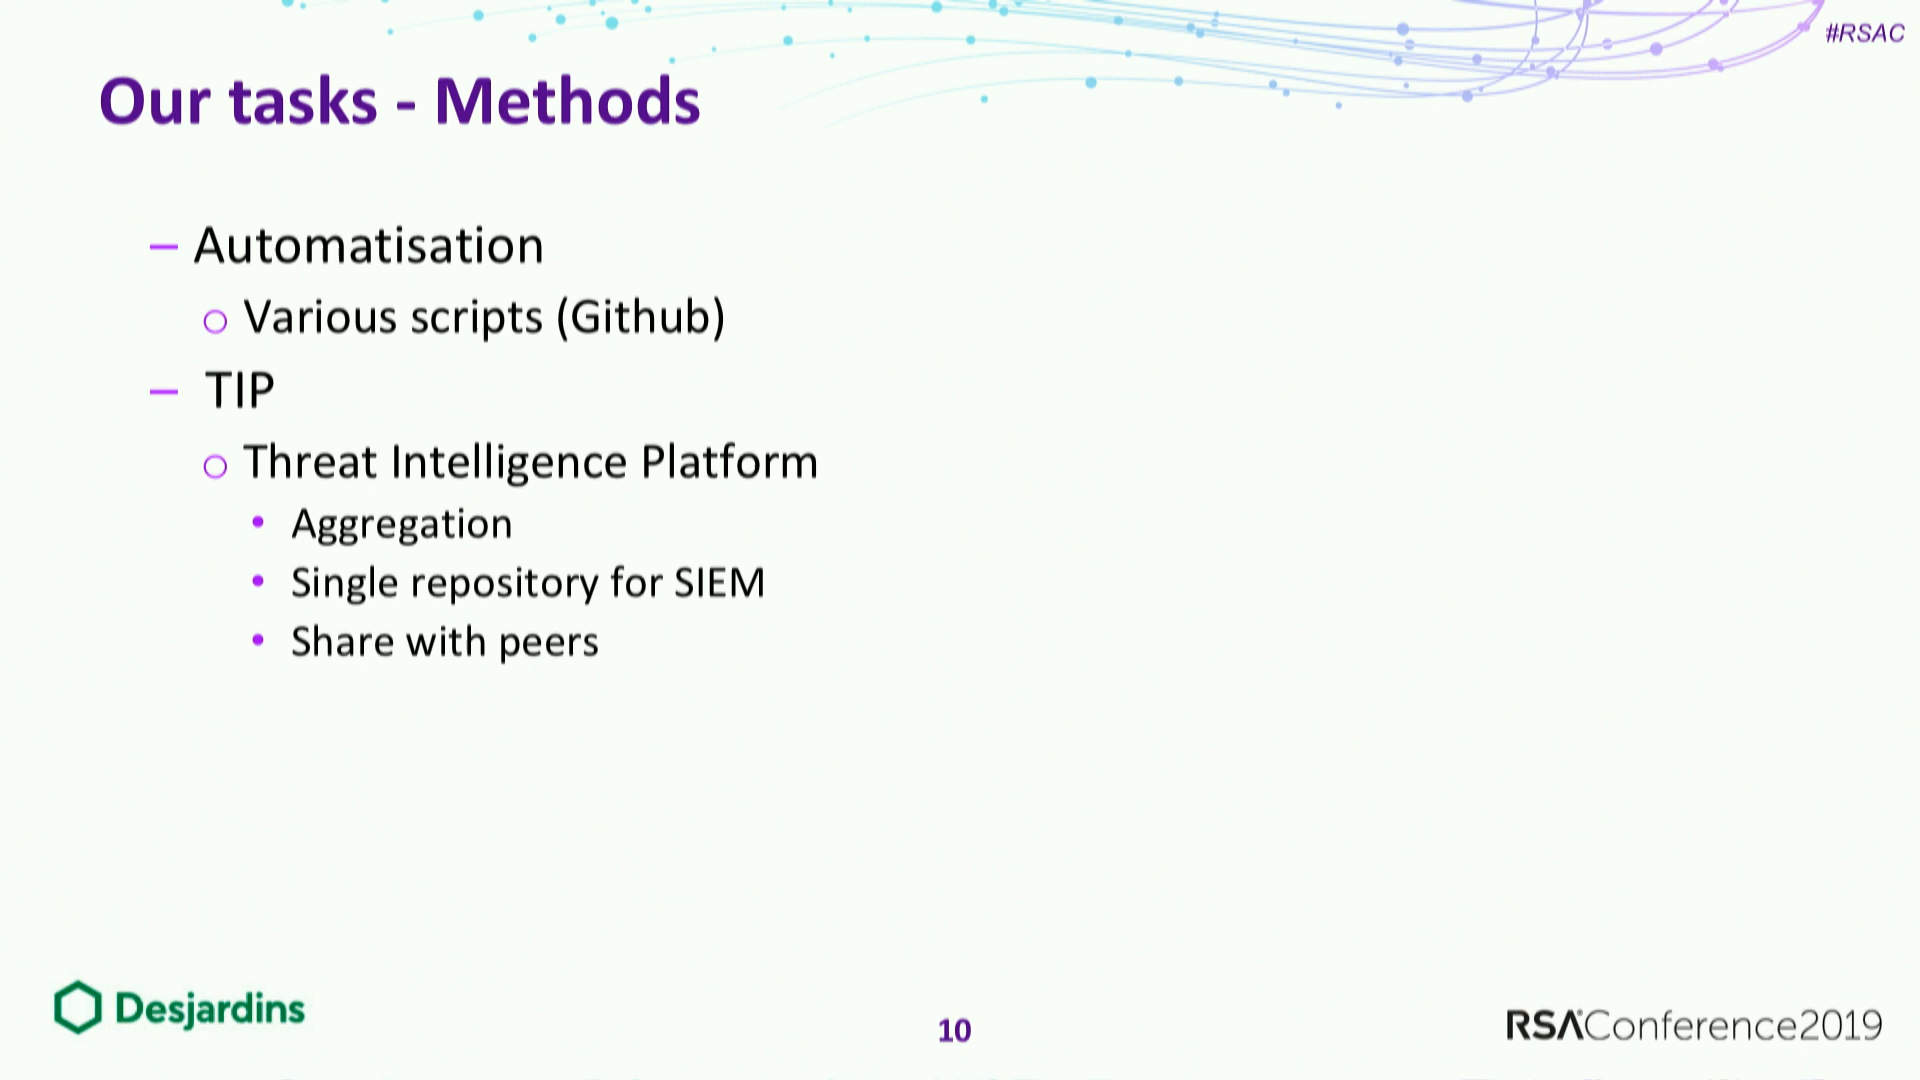 #RSAC
Our tasks - Methods
– Automatisation
o Various scripts (Github)
– TIP
o Threat Intelligence Platform
• Aggregation
• Single repository for SIEM
• Share with peers
Desjardins
10
RSAConference2019